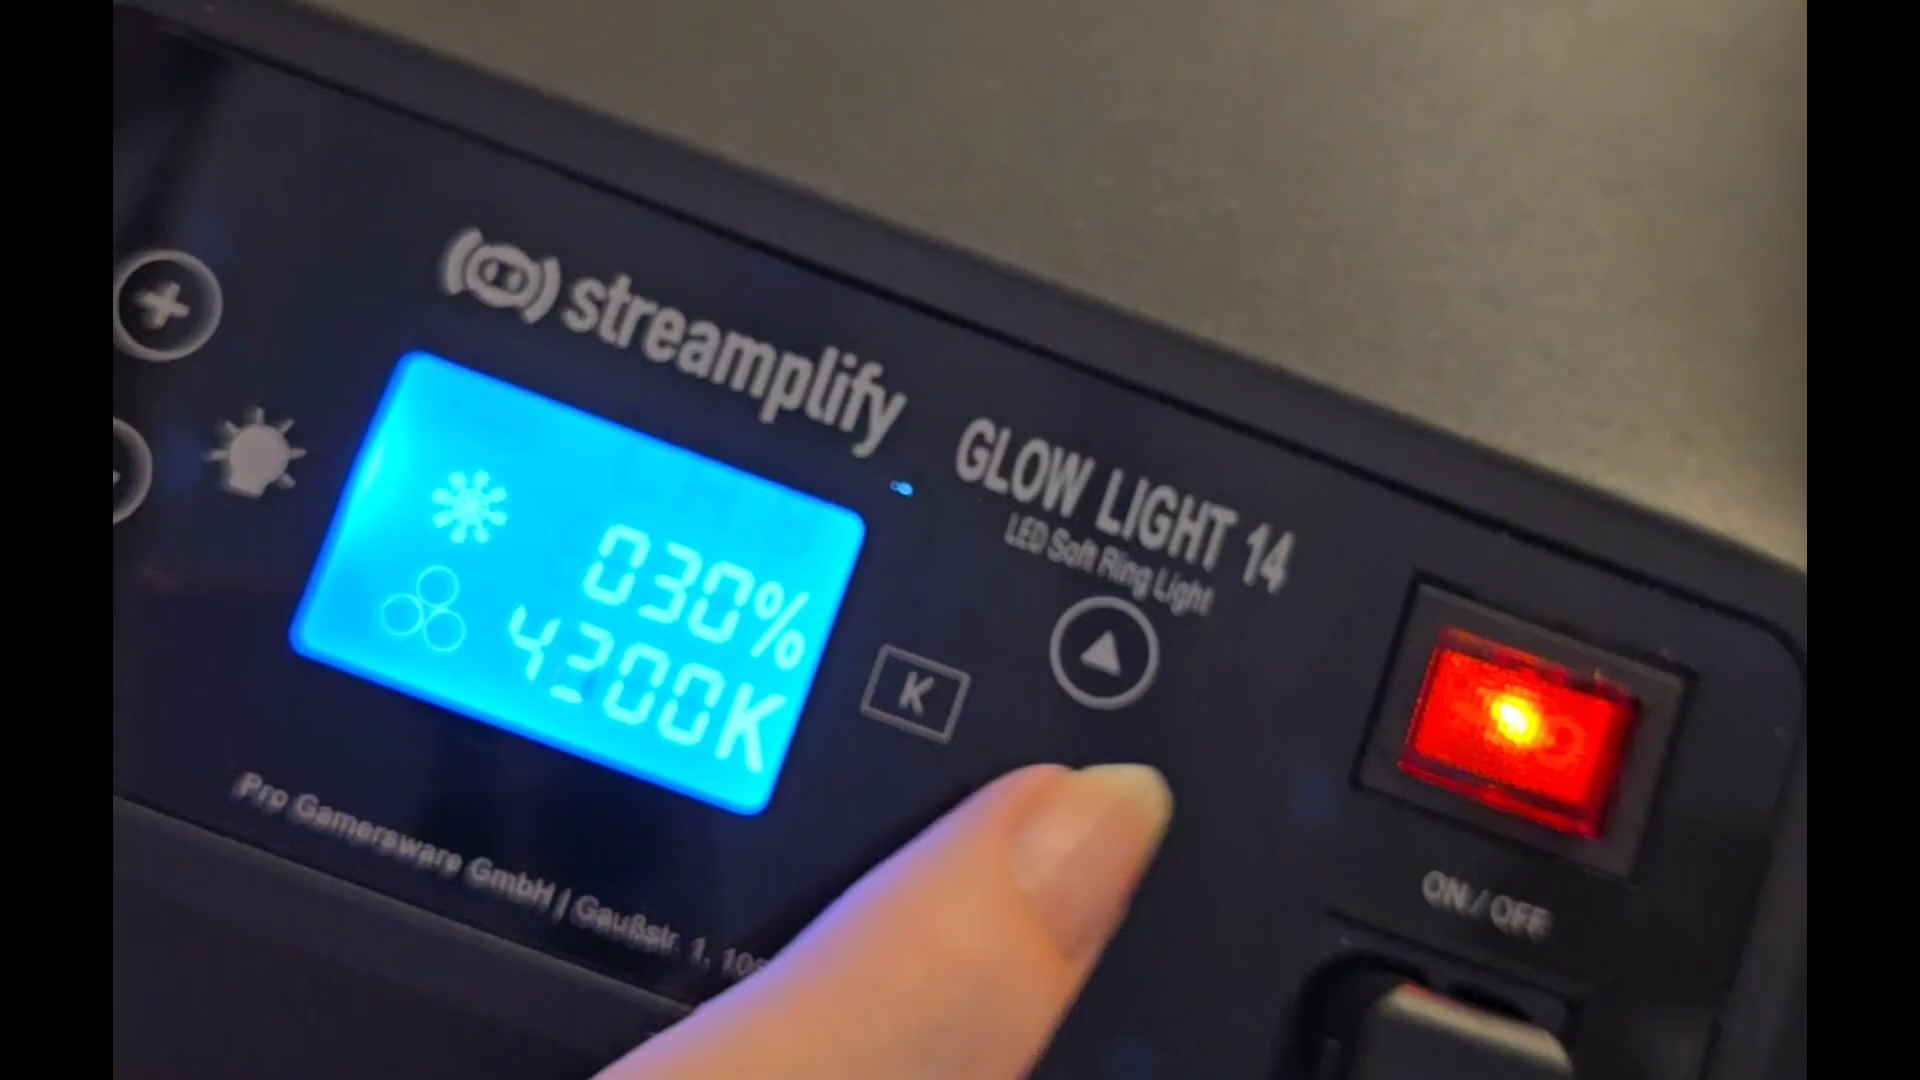 streamplify
GLOW LIGHT 14
LED Soft Ring Light
030%
4200K
K
ON / OFF
Pro Gamersware GmbH | Gaußstr. 1,